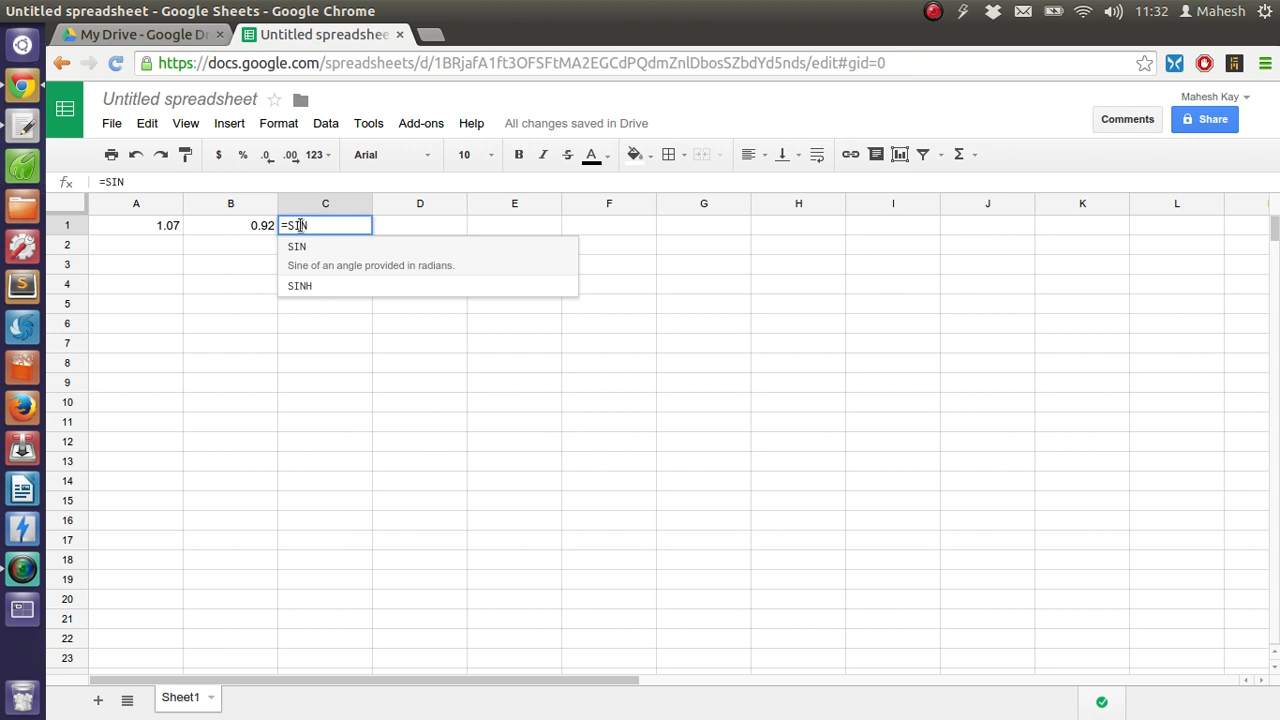 Untitled spreadsheet - Google Sheets - Google Chrome
11:32 Mahesh
My Drive - Google Dr
Untitled spreadshee
https://docs.google.com/spreadsheets/d/1BRjafA1ft3OFSFtMA2EGCdPQdmZnlDbosSZbdYd5nds/edit#gid=0
Untitled spreadsheet
Mahesh Kay
File Edit View Insert Format Data Tools Add-ons Help All changes saved in Drive
Comments Share
$ % .0 .00 123 Arial 10 B I S A Σ
fx =SIN
A B C D E F G H I J K L
1 1.07 0.92 =SIN
SIN
2
Sine of an angle provided in radians.
3
SINH
4
5
6
7
8
9
10
11
12
13
14
15
16
17
18
19
20
21
22
23
Sheet1